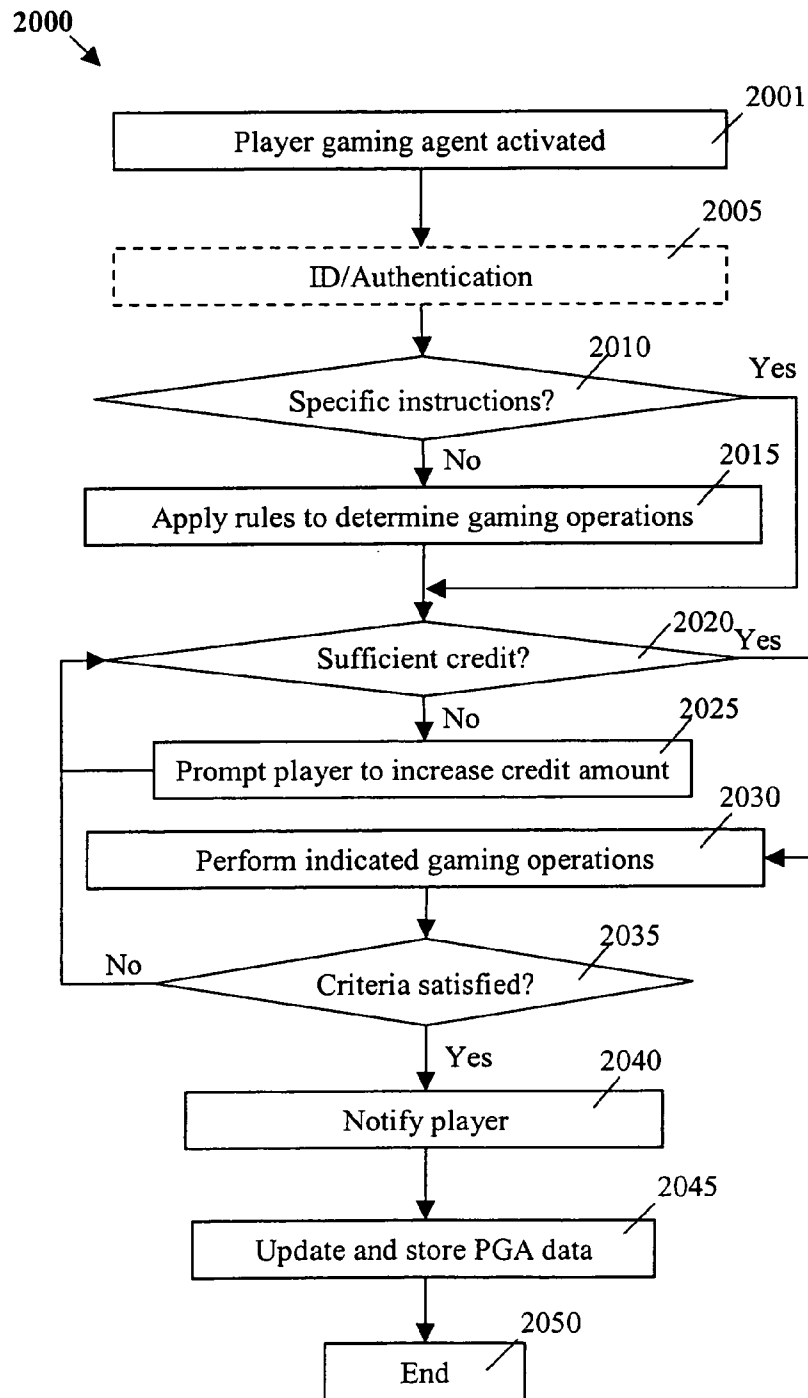 2000
2001
Player gaming agent activated
2005
ID/Authentication
2010
Yes
Specific instructions?
No
2015
Apply rules to determine gaming operations
2020
Yes
Sufficient credit?
No
2025
Prompt player to increase credit amount
2030
Perform indicated gaming operations
2035
No
Criteria satisfied?
Yes
2040
Notify player
2045
Update and store PGA data
2050
End